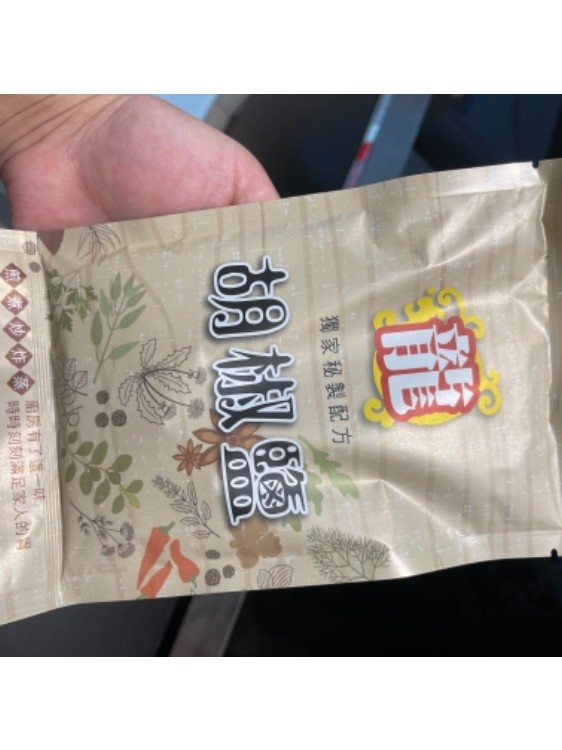 龍
獨家秘製配方
胡椒鹽
煎煮炒炸蒸
廚房有了這一味
時時刻刻滿足家人的胃